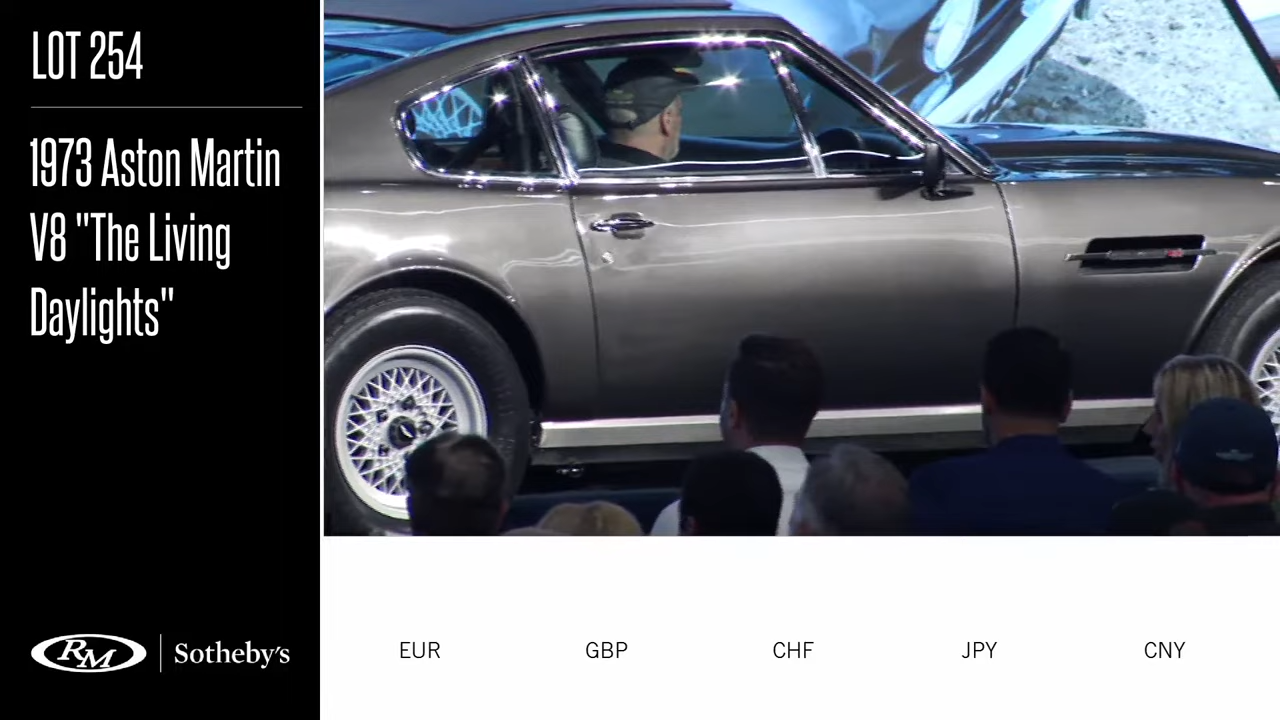 LOT 254
1973 Aston Martin
V8 "The Living
Daylights"
RM
Sotheby's
EUR GBP CHF JPY CNY